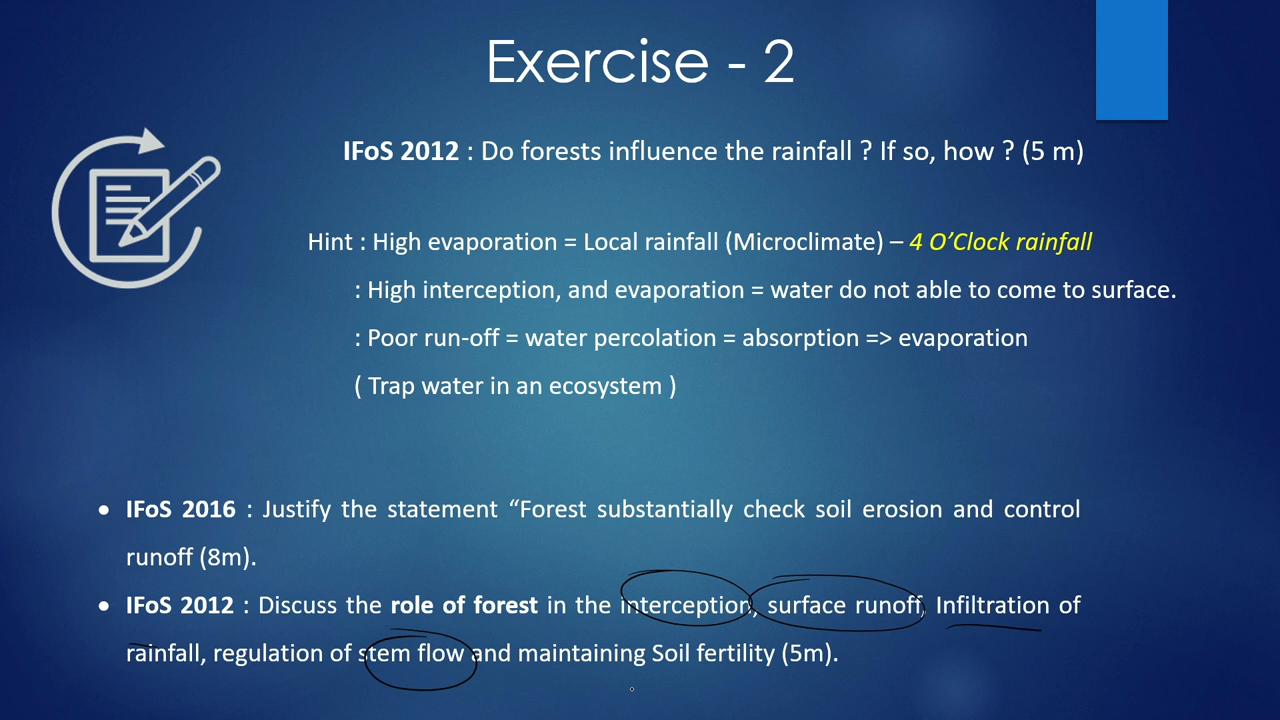 Exercise - 2
IFoS 2012 : Do forests influence the rainfall ? If so, how ? (5 m)
Hint : High evaporation = Local rainfall (Microclimate) – 4 O’Clock rainfall
: High interception, and evaporation = water do not able to come to surface.
: Poor run-off = water percolation = absorption => evaporation
( Trap water in an ecosystem )
• IFoS 2016 : Justify the statement “Forest substantially check soil erosion and control
runoff (8m).
• IFoS 2012 : Discuss the role of forest in the interception, surface runoff, Infiltration of
rainfall, regulation of stem flow and maintaining Soil fertility (5m).